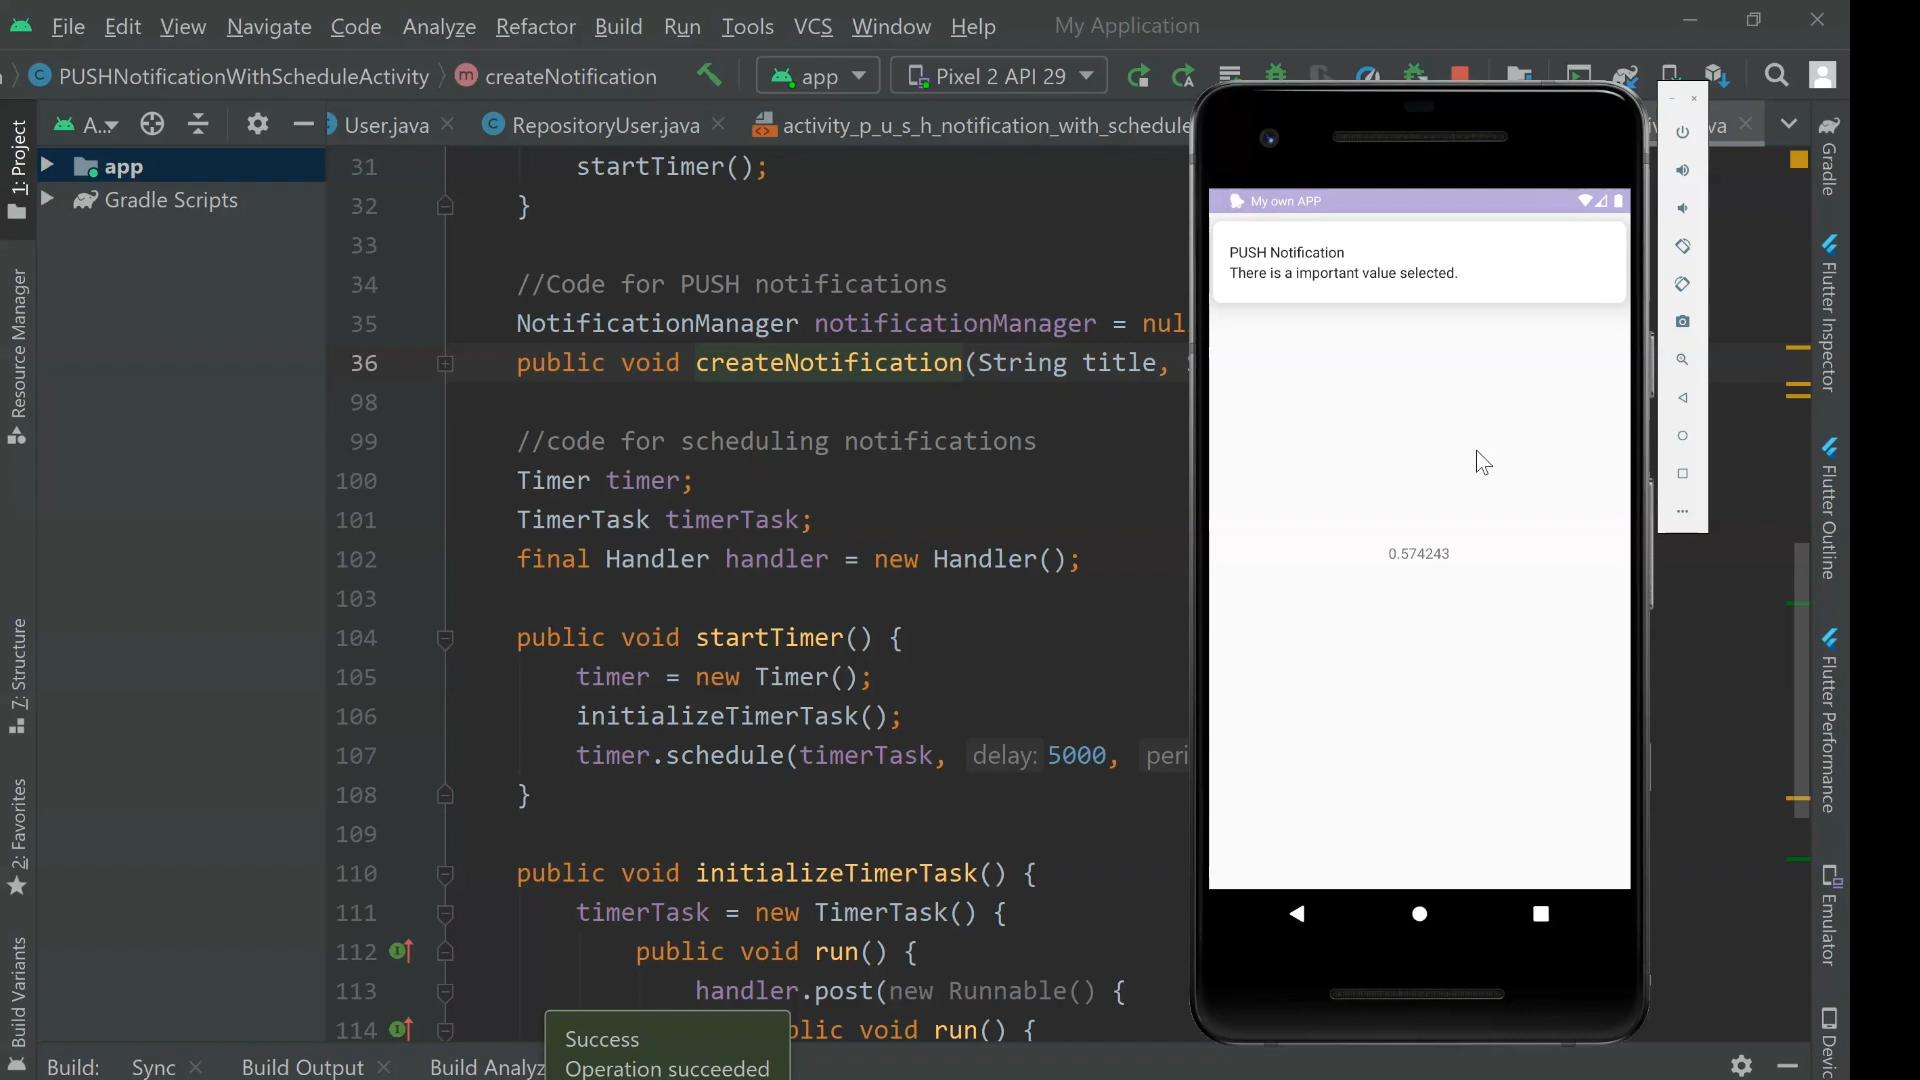 File Edit View Navigate Code Analyze Refactor Build Run Tools VCS Window Help My Application
PUSHNotificationWithScheduleActivity createNotification app Pixel 2 API 29
A... User.java RepositoryUser.java activity_p_u_s_h_notification_with_schedule
1: Project
Resource Manager
7: Structure
2: Favorites
Build Variants
app
Gradle Scripts
31 startTimer();
32 }
33
34 //Code for PUSH notifications
35 NotificationManager notificationManager = nul
36 public void createNotification(String title,
98
99 //code for scheduling notifications
100 Timer timer;
101 TimerTask timerTask;
102 final Handler handler = new Handler();
103
104 public void startTimer() {
105 timer = new Timer();
106 initializeTimerTask();
107 timer.schedule(timerTask, delay: 5000, peri
108 }
109
110 public void initializeTimerTask() {
111 timerTask = new TimerTask() {
112 public void run() {
113 handler.post(new Runnable() {
114 blic void run() {
Success
Operation succeeded
Build: Sync Build Output Build Analyz
My own APP
PUSH Notification
There is a important value selected.
0.574243
Gradle
Flutter Inspector
Flutter Outline
Flutter Performance
Emulator
Devic